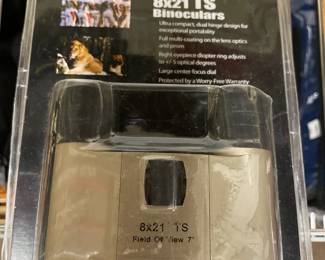 8x21 TS
Binoculars
Ultra compact, dual hinge design for
exceptional portability
Full multi-coating on the lens optics
and prism
Right eyepiece diopter ring adjusts
to +/-5 optical degrees
Large center focus dial
Protected by a Worry-Free Warranty
8x21 TS
Field Of View 7°